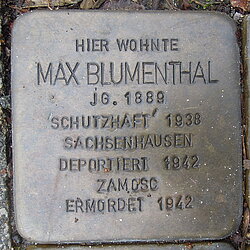 HIER WOHNTE
MAX BLUMENTHAL
JG. 1889
'SCHUTZHAFT' 1938
SACHSENHAUSEN
DEPORTIERT 1942
ZAMOSC
ERMORDET 1942